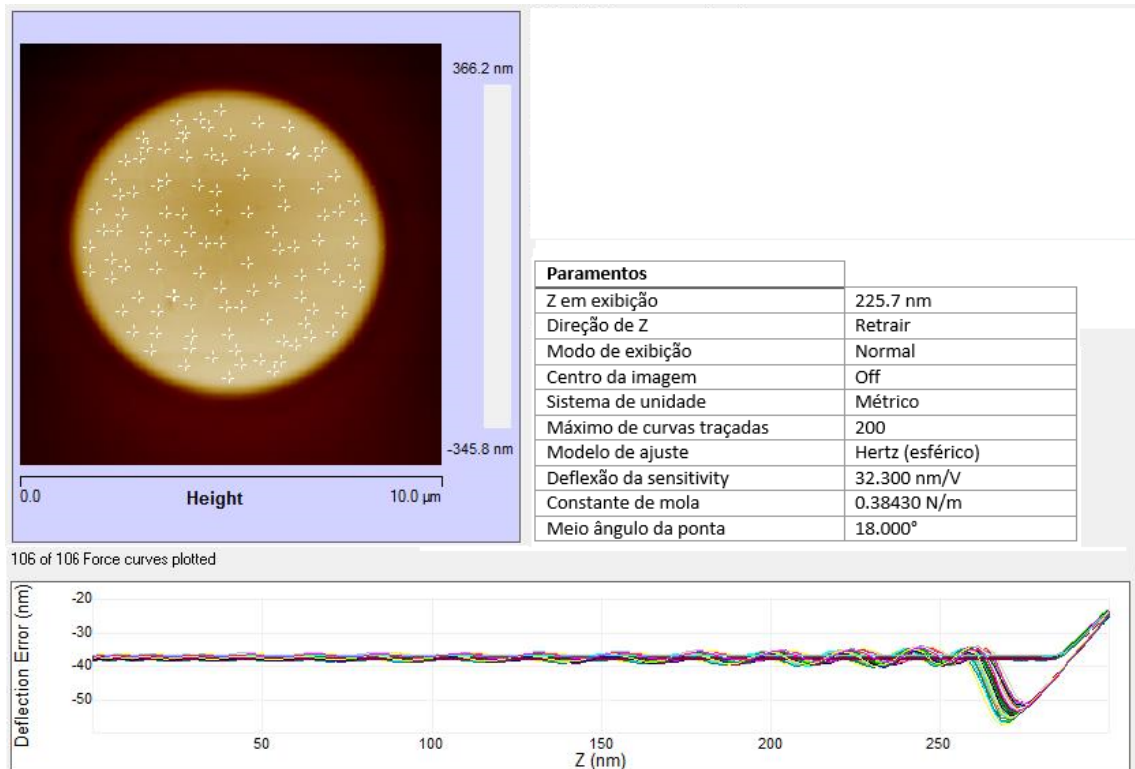 366.2 nm
-345.8 nm
0.0 Height 10.0 µm
Paramentos
Z em exibição 225.7 nm
Direção de Z Retrair
Modo de exibição Normal
Centro da imagem Off
Sistema de unidade Métrico
Máximo de curvas traçadas 200
Modelo de ajuste Hertz (esférico)
Deflexão da sensitivity 32.300 nm/V
Constante de mola 0.38430 N/m
Meio ângulo da ponta 18.000°
106 of 106 Force curves plotted
Deflection Error (nm)
-20
-30
-40
-50
50 100 150 200 250
Z (nm)